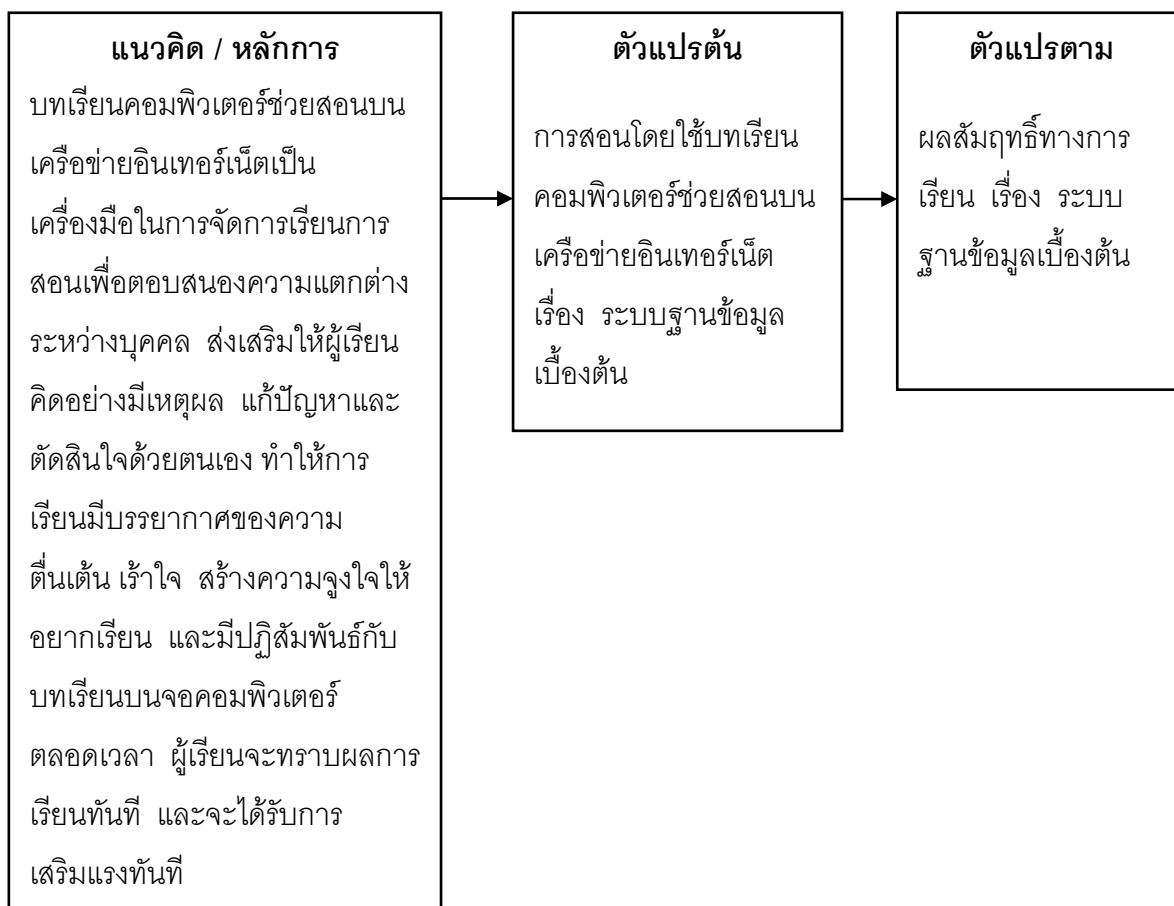 แนวคิด / หลักการ
บทเรียนคอมพิวเตอร์ช่วยสอนบน
เครือข่ายอินเทอร์เน็ตเป็น
เครื่องมือในการจัดการเรียนการ
สอนเพื่อตอบสนองความแตกต่าง
ระหว่างบุคคล ส่งเสริมให้ผู้เรียน
คิดอย่างมีเหตุผล แก้ปัญหาและ
ตัดสินใจด้วยตนเอง ทำให้การ
เรียนมีบรรยากาศของความ
ตื่นเต้น เร้าใจ สร้างความจูงใจให้
อยากเรียน และมีปฏิสัมพันธ์กับ
บทเรียนบนจอคอมพิวเตอร์
ตลอดเวลา ผู้เรียนจะทราบผลการ
เรียนทันที และจะได้รับการ
เสริมแรงทันที
ตัวแปรต้น
การสอนโดยใช้บทเรียน
คอมพิวเตอร์ช่วยสอนบน
เครือข่ายอินเทอร์เน็ต
เรื่อง ระบบฐานข้อมูล
เบื้องต้น
ตัวแปรตาม
ผลสัมฤทธิ์ทางการ
เรียน เรื่อง ระบบ
ฐานข้อมูลเบื้องต้น